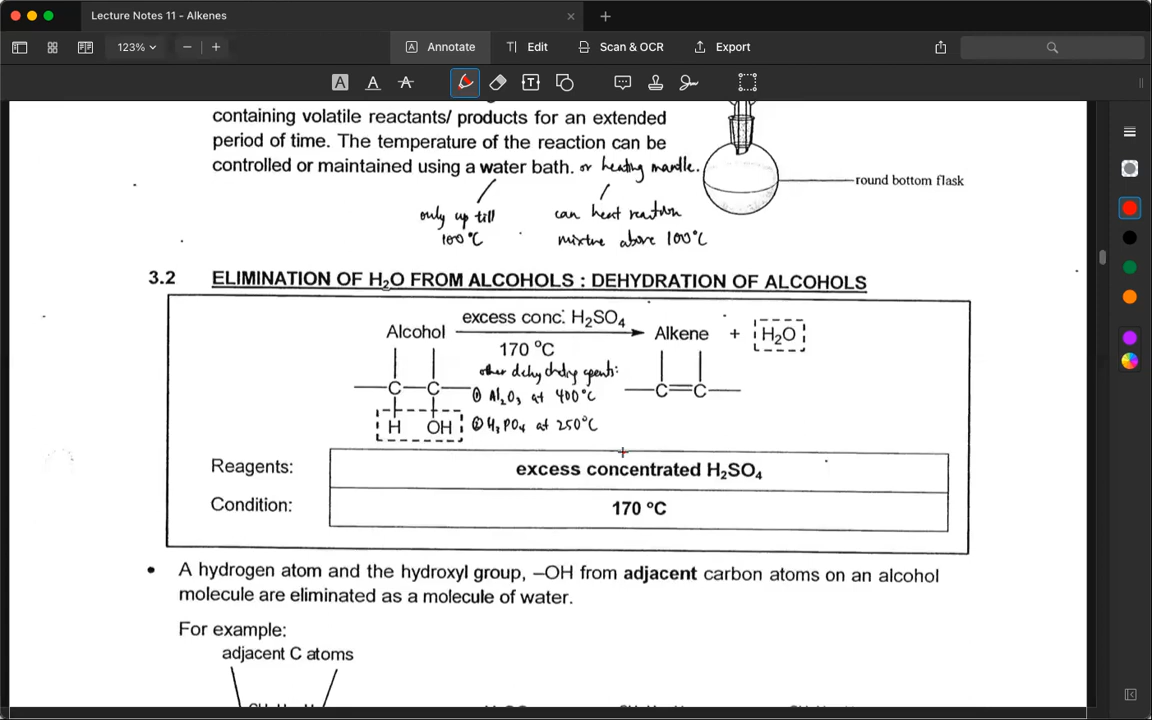 Lecture Notes 11 - Alkenes
123%
Annotate
Edit
Scan & OCR
Export
containing volatile reactants/ products for an extended
period of time. The temperature of the reaction can be
controlled or maintained using a water bath. or heating mantle.
round bottom flask
only up till
100°C
can heat reaction
mixture above 100°C
3.2 ELIMINATION OF H₂O FROM ALCOHOLS : DEHYDRATION OF ALCOHOLS
excess conc. H₂SO₄
Alcohol
Alkene + H₂O
170 °C
other dehydrating agents:
C C
C=C
① Al₂O₃ at 400°C
H OH
② H₃PO₄ at 250°C
Reagents: excess concentrated H₂SO₄
Condition: 170 °C
• A hydrogen atom and the hydroxyl group, –OH from adjacent carbon atoms on an alcohol
molecule are eliminated as a molecule of water.
For example:
adjacent C atoms